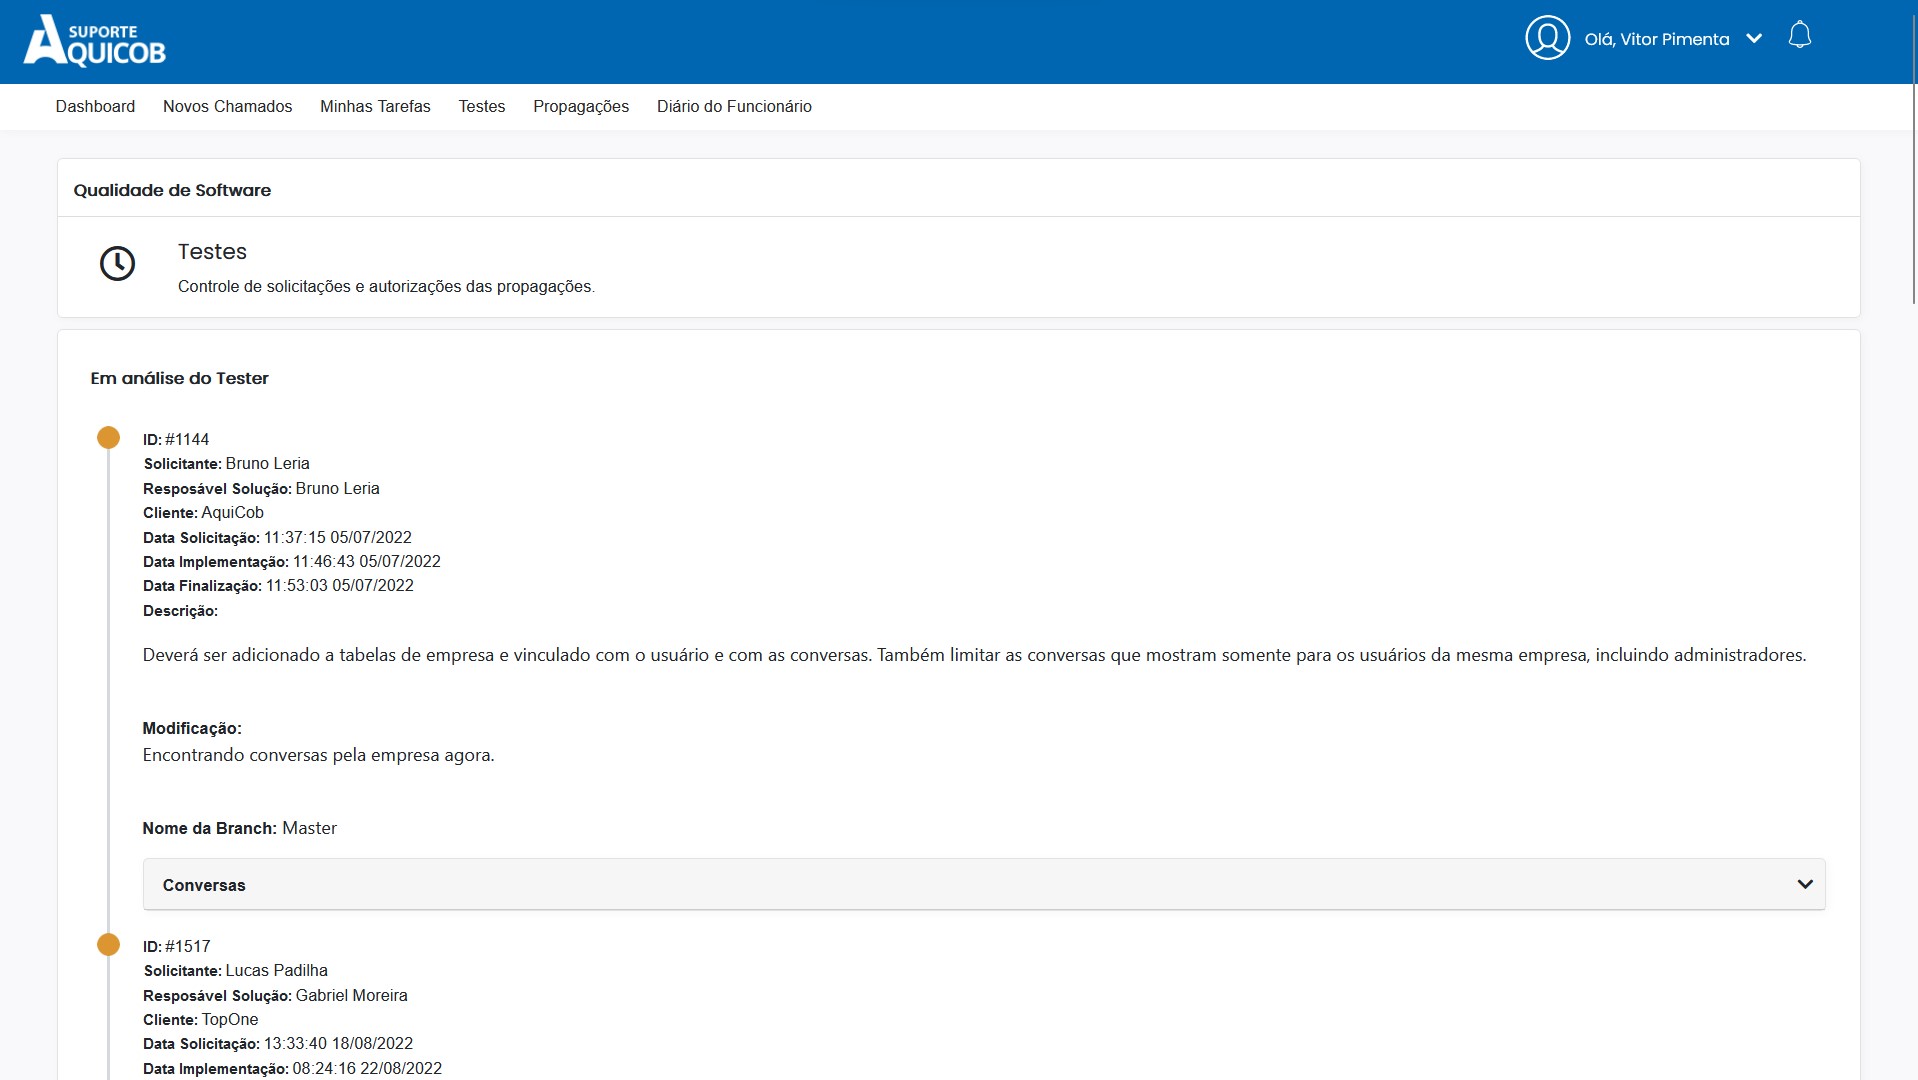 SUPORTE
AQUICOB
Olá, Vitor Pimenta
Dashboard Novos Chamados Minhas Tarefas Testes Propagações Diário do Funcionário
Qualidade de Software
Testes
Controle de solicitações e autorizações das propagações.
Em análise do Tester
ID: #1144
Solicitante: Bruno Leria
Resposável Solução: Bruno Leria
Cliente: AquiCob
Data Solicitação: 11:37:15 05/07/2022
Data Implementação: 11:46:43 05/07/2022
Data Finalização: 11:53:03 05/07/2022
Descrição:
Deverá ser adicionado a tabelas de empresa e vinculado com o usuário e com as conversas. Também limitar as conversas que mostram somente para os usuários da mesma empresa, incluindo administradores.
Modificação:
Encontrando conversas pela empresa agora.
Nome da Branch: Master
Conversas
ID: #1517
Solicitante: Lucas Padilha
Resposável Solução: Gabriel Moreira
Cliente: TopOne
Data Solicitação: 13:33:40 18/08/2022
Data Implementação: 08:24:16 22/08/2022